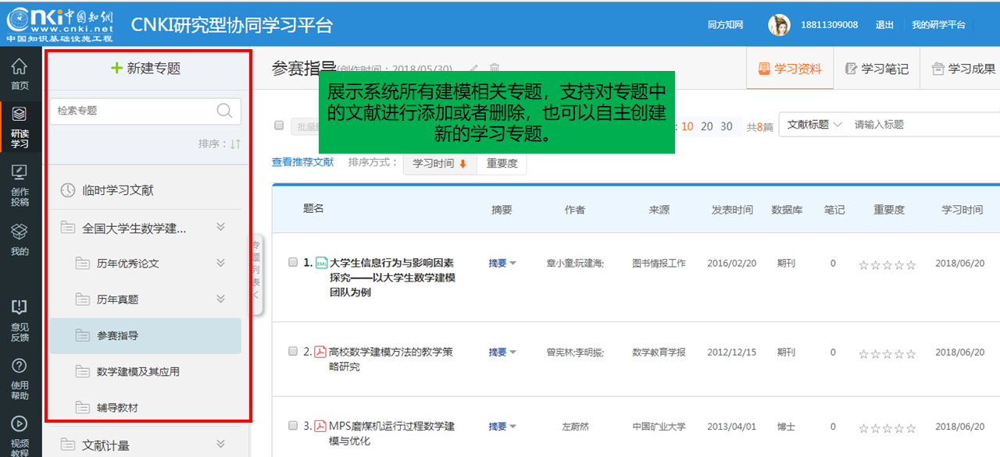 cnki中国知网
www.cnki.net
中国知识基础设施工程
CNKI研究型协同学习平台
同方知网
18811309008
退出
我的研学平台
首页
研读
学习
创作
投稿
我的
意见
反馈
使用
帮助
视频
教程
+ 新建专题
检索专题
排序：
临时学习文献
全国大学生数学建...
历年优秀论文
历年真题
参赛指导
数学建模及其应用
辅导教材
文献计量
专
题
列
表
参赛指导(创作时间：2018/05/30)
学习资料
学习笔记
学习成果
展示系统所有建模相关专题，支持对专题中
的文献进行添加或者删除，也可以自主创建
新的学习专题。
: 10 20 30 共8篇
文献标题
请输入标题
查看推荐文献 排序方式： 学习时间 重要度
题名 摘要 作者 来源 发表时间 数据库 笔记 重要度 学习时间
1. XML 大学生信息行为与影响因素 摘要 章小童;阮建海; 图书情报工作 2016/02/20 期刊 0 ☆☆☆☆☆ 2018/06/20
探究——以大学生数学建模
团队为例
2. 高校数学建模方法的教学策 摘要 曾宪林;李明振; 数学教育学报 2012/12/15 期刊 0 ☆☆☆☆☆ 2018/06/20
略研究
3. MPS磨煤机运行过程数学建 摘要 左蔚然 中国矿业大学 2013/04/01 博士 0 ☆☆☆☆☆ 2018/06/20
模与优化